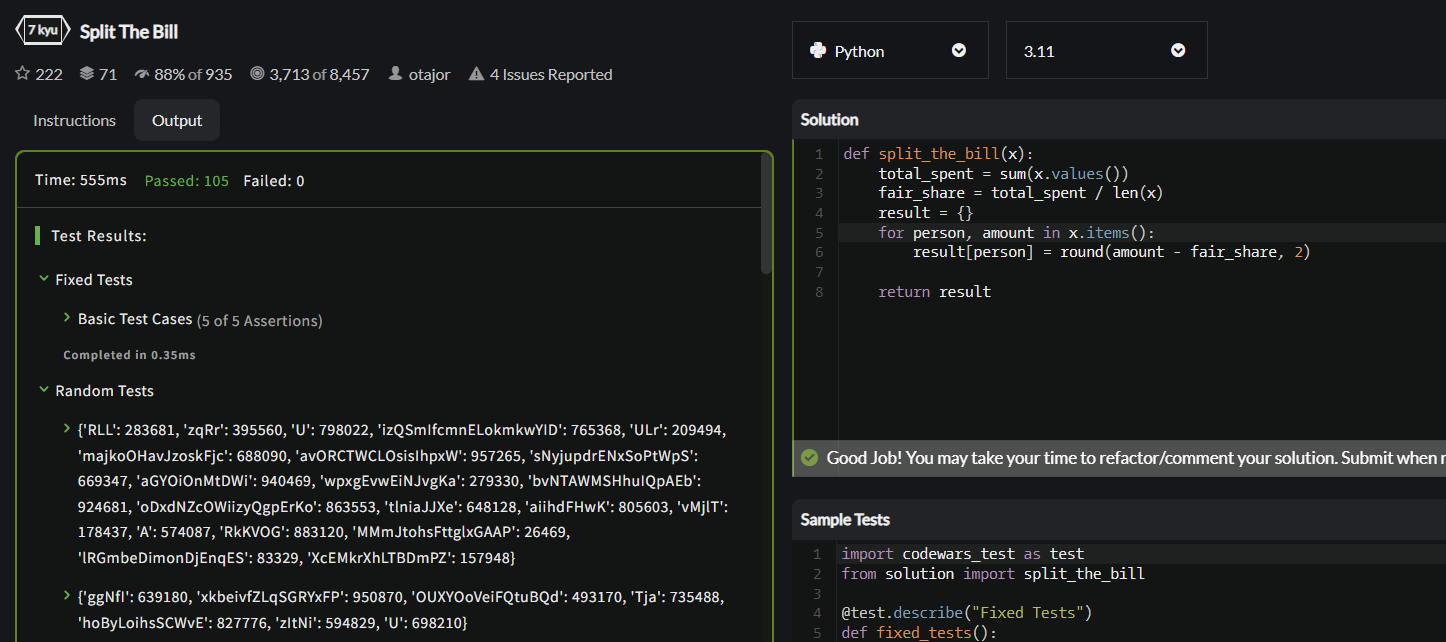 7 kyu Split The Bill
222 71 88% of 935 3,713 of 8,457 otajor 4 Issues Reported
Instructions Output
Time: 555ms Passed: 105 Failed: 0
Test Results:
Fixed Tests
Basic Test Cases (5 of 5 Assertions)
Completed in 0.35ms
Random Tests
{'RLL': 283681, 'zqRr': 395560, 'U': 798022, 'izQSmIfcmnELokmkwYID': 765368, 'ULr': 209494,
'majkoOHavJzoskFjc': 688090, 'avORCTWCLOsisIhpxW': 957265, 'sNyjupdrENxSoPtWpS':
669347, 'aGYOiOnMtDWi': 940469, 'wpxgEvwEiNJvgKa': 279330, 'bvNTAWMSHhuIQpAEb':
924681, 'oDxdNZcOWiizyQgpErKo': 863553, 'tlniaJJXe': 648128, 'aiihdFHwK': 805603, 'vMjlT':
178437, 'A': 574087, 'RkKVOG': 883120, 'MMmJtohsFttglxGAAP': 26469,
'lRGmbeDimonDjEnqES': 83329, 'XcEMkrXhLTBDmPZ': 157948}
{'ggNfI': 639180, 'xkbeivfZLqSGRYxFP': 950870, 'OUXYOoVeiFQtuBQd': 493170, 'Tja': 735488,
'hoByLoihsSCWvE': 827776, 'zItNi': 594829, 'U': 698210}
Python 3.11
Solution
1 def split_the_bill(x):
2 total_spent = sum(x.values())
3 fair_share = total_spent / len(x)
4 result = {}
5 for person, amount in x.items():
6 result[person] = round(amount - fair_share, 2)
7
8 return result
Good Job! You may take your time to refactor/comment your solution. Submit when r
Sample Tests
1 import codewars_test as test
2 from solution import split_the_bill
3
4 @test.describe("Fixed Tests")
5 def fixed_tests():